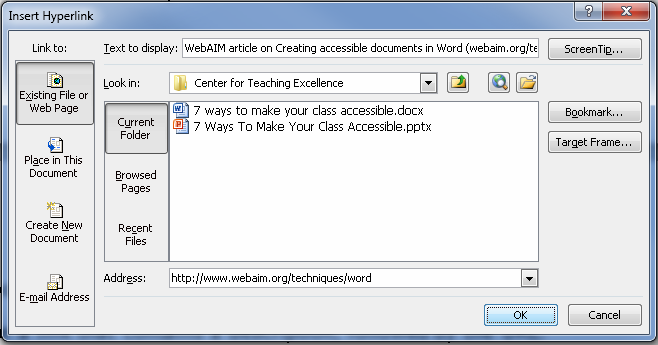 Insert Hyperlink
Link to:
Text to display: WebAIM article on Creating accessible documents in Word (webaim.org/te
ScreenTip...
Existing File or
Web Page
Look in: Center for Teaching Excellence
Current
Folder
7 ways to make your class accessible.docx
7 Ways To Make Your Class Accessible.pptx
Bookmark...
Target Frame...
Place in This
Document
Browsed
Pages
Create New
Document
Recent
Files
E-mail Address
Address: http://www.webaim.org/techniques/word
OK Cancel